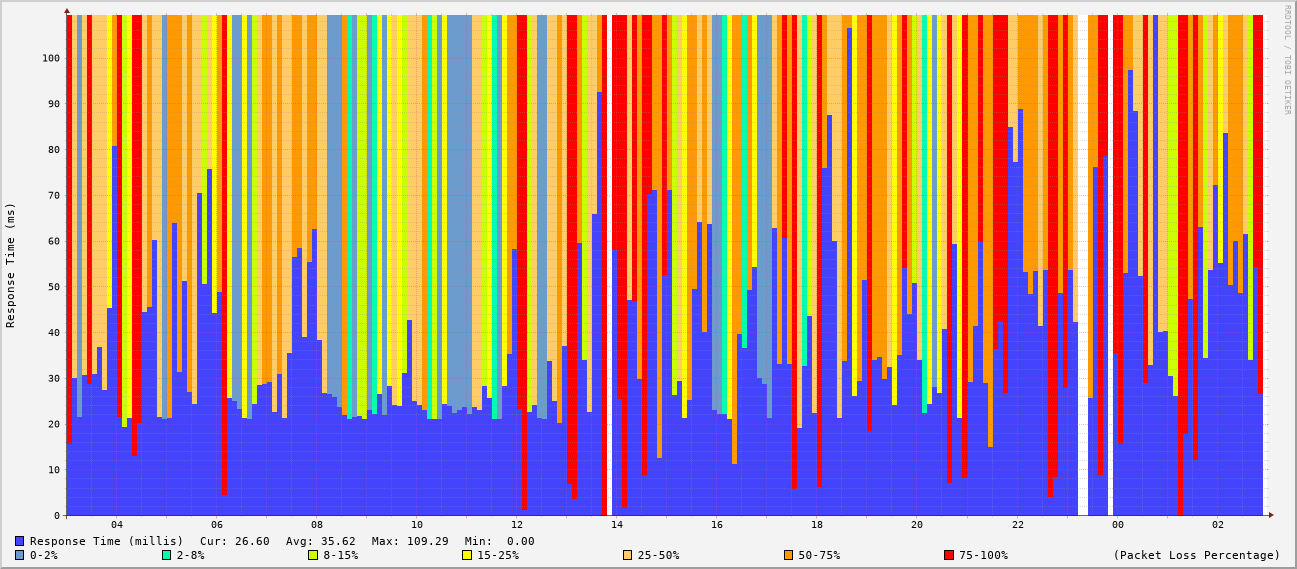 RRDTOOL / TOBI OETIKER
Response Time (ms)
100
90
80
70
60
50
40
30
20
10
0
04 06 08 10 12 14 16 18 20 22 00 02
Response Time (millis) Cur: 26.60 Avg: 35.62 Max: 109.29 Min: 0.00
0-2% 2-8% 8-15% 15-25% 25-50% 50-75% 75-100% (Packet Loss Percentage)